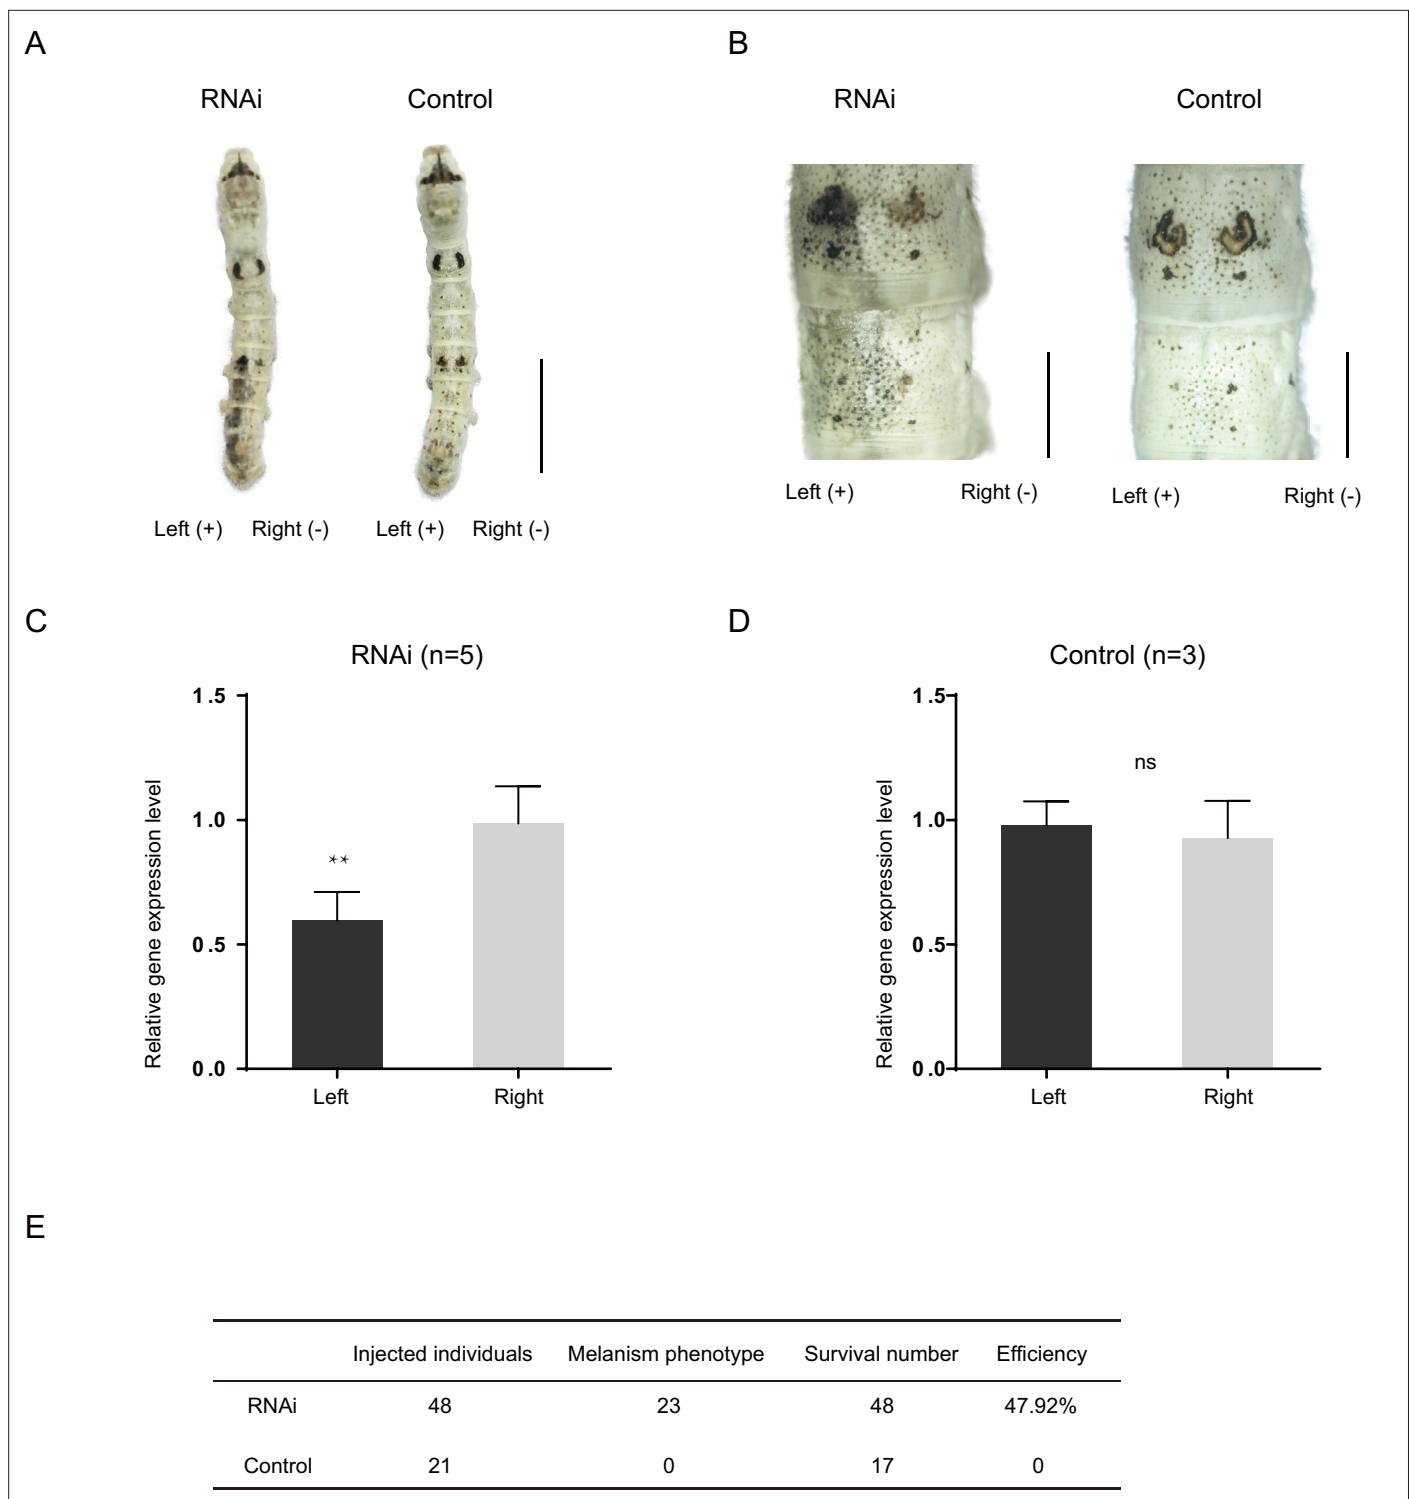 A
B
RNAi
Control
RNAi
Control
Left (+)
Right (-)
Left (+)
Right (-)
Left (+)
Right (-)
Left (+)
Right (-)
C
D
RNAi (n=5)
Control (n=3)
Relative gene expression level
1.5
1.0
0.5
0.0
**
Left
Right
Relative gene expression level
1.5
1.0
0.5
0.0
ns
Left
Right
E
Injected individuals Melanism phenotype Survival number Efficiency
RNAi 48 23 48 47.92%
Control 21 0 17 0